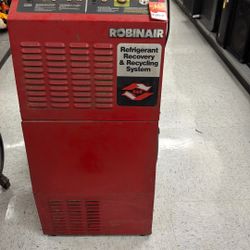 ROBINAIR
Refrigerant
Recovery
& Recycling
System